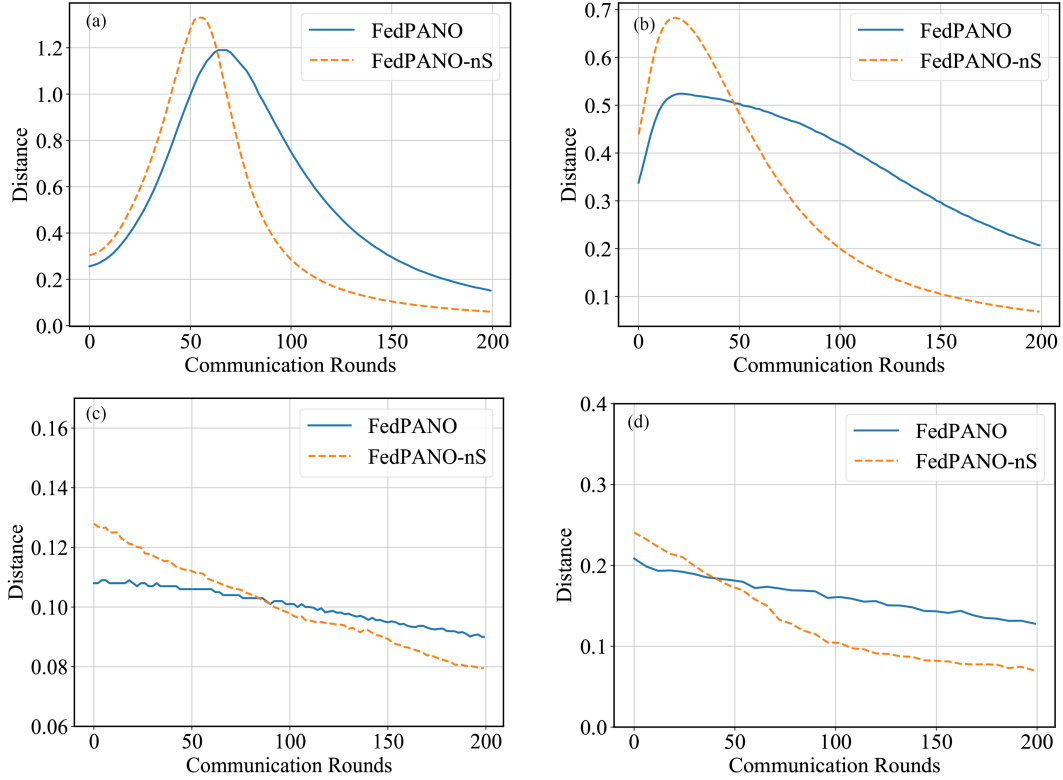 (a)
FedPANO
FedPANO-nS
1.2
1.0
0.8
0.6
0.4
0.2
0.0
Distance
0
50
100
150
200
Communication Rounds
(b)
FedPANO
FedPANO-nS
0.7
0.6
0.5
0.4
0.3
0.2
0.1
Distance
0
50
100
150
200
Communication Rounds
(c)
FedPANO
FedPANO-nS
0.16
0.14
0.12
0.10
0.08
0.06
Distance
0
50
100
150
200
Communication Rounds
(d)
FedPANO
FedPANO-nS
0.4
0.3
0.2
0.1
0.0
Distance
0
50
100
150
200
Communication Rounds